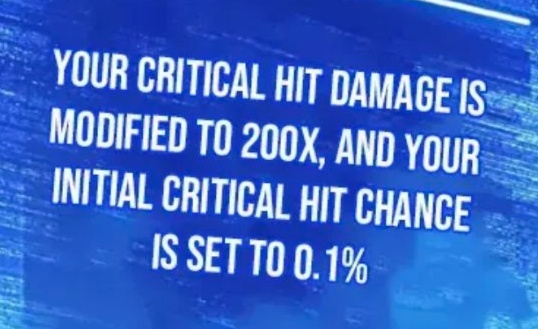 YOUR CRITICAL HIT DAMAGE IS
MODIFIED TO 200X, AND YOUR
INITIAL CRITICAL HIT CHANCE
IS SET TO 0.1%